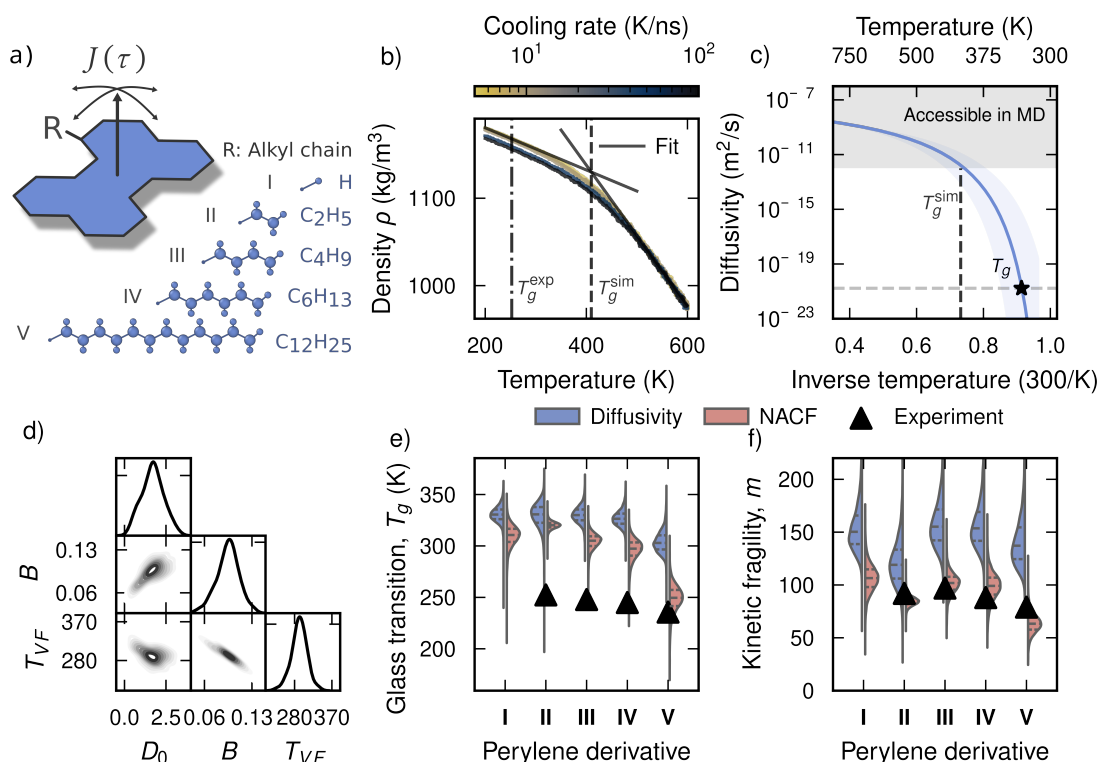 a)
J(τ)
R
R: Alkyl chain
I
H
II
C2H5
III
C4H9
IV
C6H13
V
C12H25
b)
Cooling rate (K/ns)
10^1
10^2
Density ρ (kg/m^3)
1100
1000
Fit
T_g^exp
T_g^sim
200
400
600
Temperature (K)
c)
Temperature (K)
750
500
375
300
Diffusivity (m^2/s)
10^-7
10^-11
10^-15
10^-19
10^-23
Accessible in MD
T_g^sim
T_g
0.4
0.6
0.8
1.0
Inverse temperature (300/K)
Diffusivity
NACF
Experiment
d)
B
0.13
0.06
T_VF
370
280
0.0
2.5
0.06
0.13
280
370
D_0
B
T_VF
e)
Glass transition, T_g (K)
350
300
250
200
I
II
III
IV
V
Perylene derivative
f)
Kinetic fragility, m
200
150
100
50
0
I
II
III
IV
V
Perylene derivative